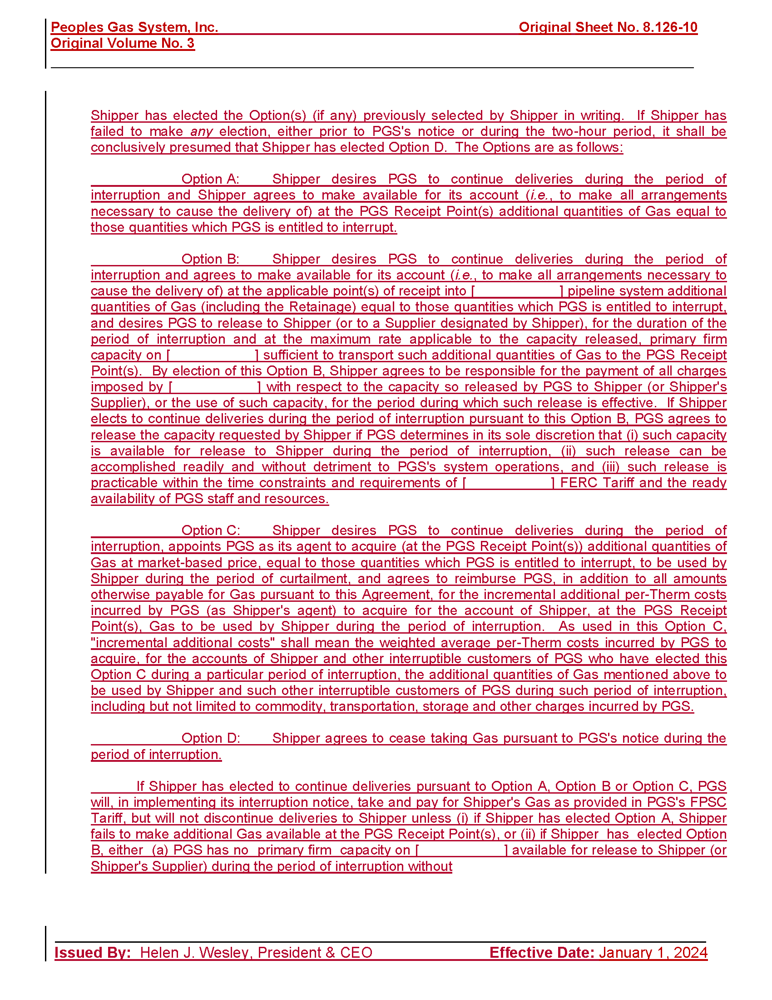 Peoples Gas System, Inc. Original Sheet No. 8.126-10
Original Volume No. 3
Shipper has elected the Option(s) (if any) previously selected by Shipper in writing. If Shipper has
failed to make any election, either prior to PGS's notice or during the two-hour period, it shall be
conclusively presumed that Shipper has elected Option D. The Options are as follows:
Option A: Shipper desires PGS to continue deliveries during the period of
interruption and Shipper agrees to make available for its account (i.e., to make all arrangements
necessary to cause the delivery of) at the PGS Receipt Point(s) additional quantities of Gas equal to
those quantities which PGS is entitled to interrupt.
Option B: Shipper desires PGS to continue deliveries during the period of
interruption and agrees to make available for its account (i.e., to make all arrangements necessary to
cause the delivery of) at the applicable point(s) of receipt into [ ] pipeline system additional
quantities of Gas (including the Retainage) equal to those quantities which PGS is entitled to interrupt,
and desires PGS to release to Shipper (or to a Supplier designated by Shipper), for the duration of the
period of interruption and at the maximum rate applicable to the capacity released, primary firm
capacity on [ ] sufficient to transport such additional quantities of Gas to the PGS Receipt
Point(s). By election of this Option B, Shipper agrees to be responsible for the payment of all charges
imposed by [ ] with respect to the capacity so released by PGS to Shipper (or Shipper's
Supplier), or the use of such capacity, for the period during which such release is effective. If Shipper
elects to continue deliveries during the period of interruption pursuant to this Option B, PGS agrees to
release the capacity requested by Shipper if PGS determines in its sole discretion that (i) such capacity
is available for release to Shipper during the period of interruption, (ii) such release can be
accomplished readily and without detriment to PGS's system operations, and (iii) such release is
practicable within the time constraints and requirements of [ ] FERC Tariff and the ready
availability of PGS staff and resources.
Option C: Shipper desires PGS to continue deliveries during the period of
interruption, appoints PGS as its agent to acquire (at the PGS Receipt Point(s)) additional quantities of
Gas at market-based price, equal to those quantities which PGS is entitled to interrupt, to be used by
Shipper during the period of curtailment, and agrees to reimburse PGS, in addition to all amounts
otherwise payable for Gas pursuant to this Agreement, for the incremental additional per-Therm costs
incurred by PGS (as Shipper's agent) to acquire for the account of Shipper, at the PGS Receipt
Point(s), Gas to be used by Shipper during the period of interruption. As used in this Option C,
"incremental additional costs" shall mean the weighted average per-Therm costs incurred by PGS to
acquire, for the accounts of Shipper and other interruptible customers of PGS who have elected this
Option C during a particular period of interruption, the additional quantities of Gas mentioned above to
be used by Shipper and such other interruptible customers of PGS during such period of interruption,
including but not limited to commodity, transportation, storage and other charges incurred by PGS.
Option D: Shipper agrees to cease taking Gas pursuant to PGS's notice during the
period of interruption.
If Shipper has elected to continue deliveries pursuant to Option A, Option B or Option C, PGS
will, in implementing its interruption notice, take and pay for Shipper's Gas as provided in PGS's FPSC
Tariff, but will not discontinue deliveries to Shipper unless (i) if Shipper has elected Option A, Shipper
fails to make additional Gas available at the PGS Receipt Point(s), or (ii) if Shipper has elected Option
B, either (a) PGS has no primary firm capacity on [ ] available for release to Shipper (or
Shipper's Supplier) during the period of interruption without
Issued By: Helen J. Wesley, President & CEO Effective Date: January 1, 2024